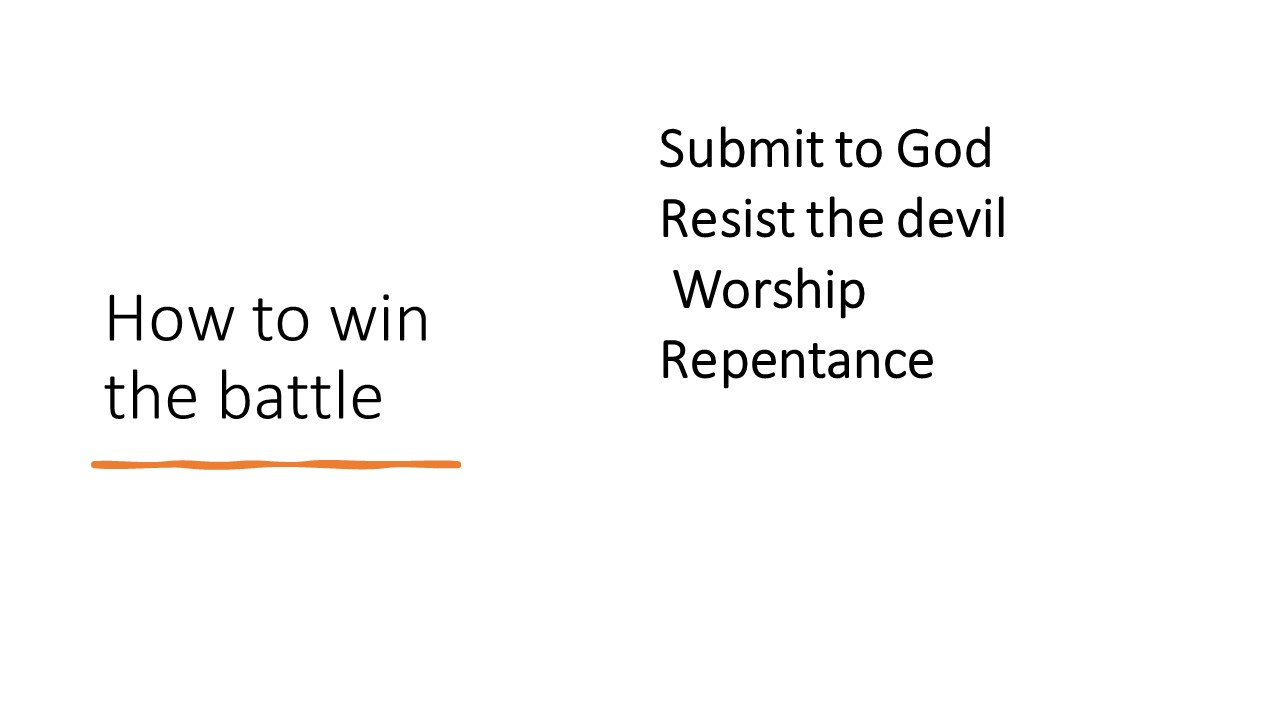 How to win
the battle
Submit to God
Resist the devil
Worship
Repentance